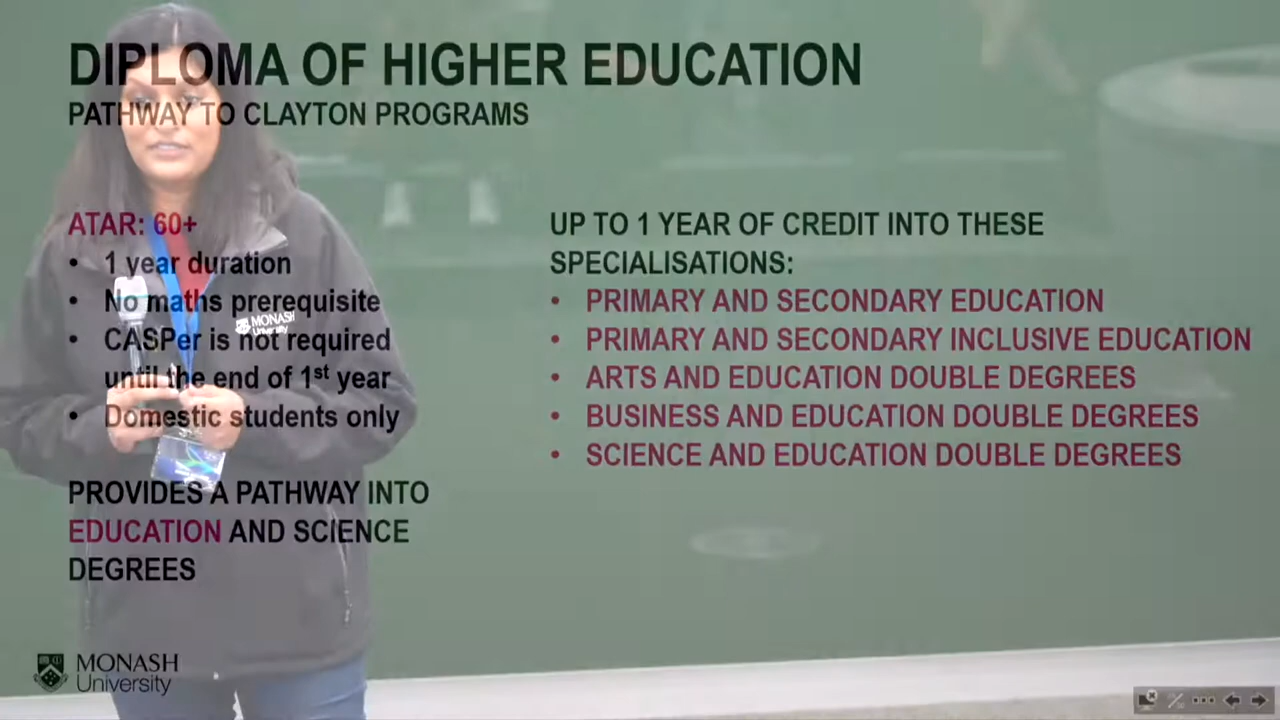 DIPLOMA OF HIGHER EDUCATION
PATHWAY TO CLAYTON PROGRAMS
ATAR: 60+
• 1 year duration
• No maths prerequisite
• CASPer is not required
until the end of 1st year
• Domestic students only
PROVIDES A PATHWAY INTO
EDUCATION AND SCIENCE
DEGREES
UP TO 1 YEAR OF CREDIT INTO THESE
SPECIALISATIONS:
• PRIMARY AND SECONDARY EDUCATION
• PRIMARY AND SECONDARY INCLUSIVE EDUCATION
• ARTS AND EDUCATION DOUBLE DEGREES
• BUSINESS AND EDUCATION DOUBLE DEGREES
• SCIENCE AND EDUCATION DOUBLE DEGREES
MONASH
University
MONASH
University